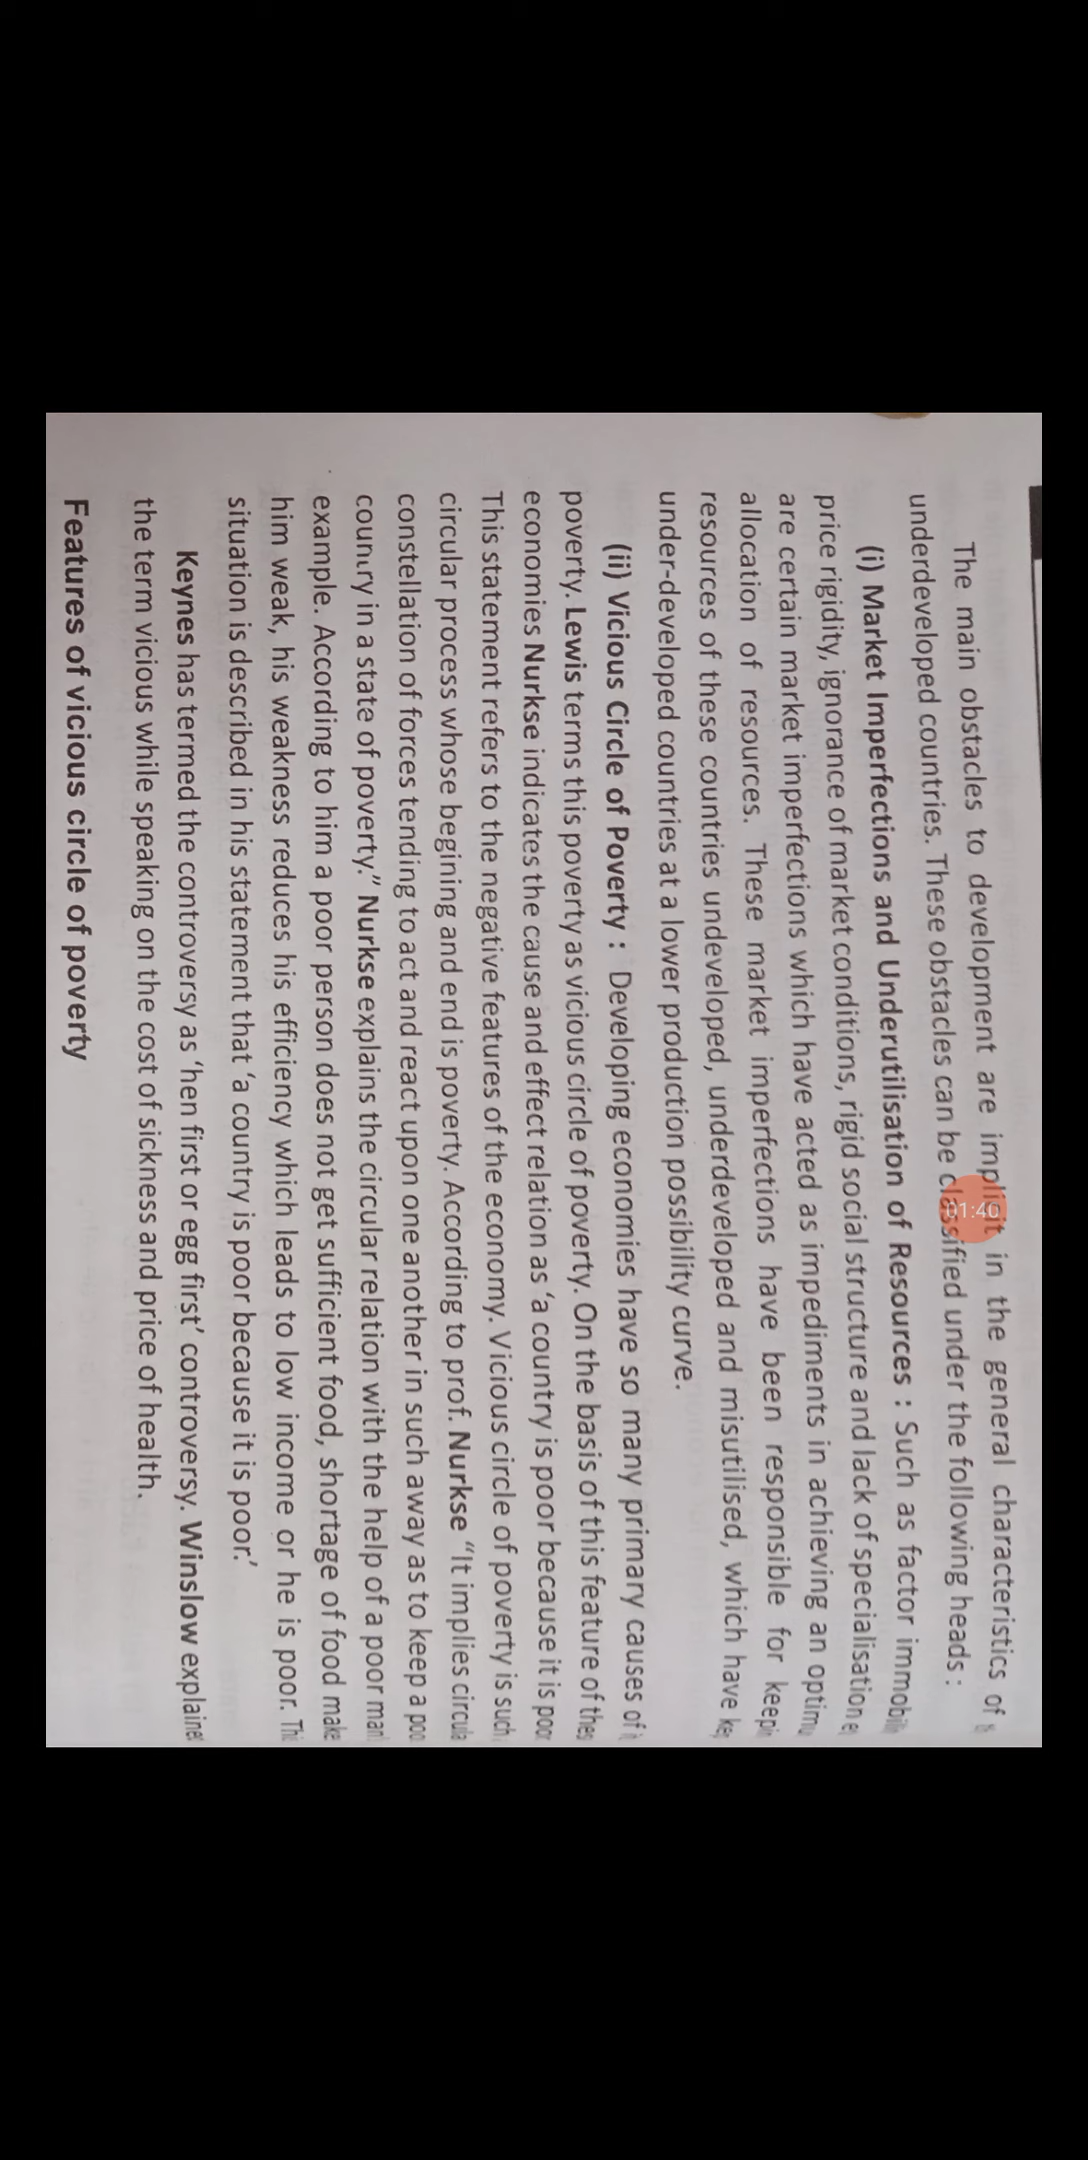 The main obstacles to development are implicit in the general characteristics of
underdeveloped countries. These obstacles can be classified under the following heads :
(i) Market Imperfections and Underutilisation of Resources : Such as factor immobili
price rigidity, ignorance of market conditions, rigid social structure and lack of specialisation
are certain market imperfections which have acted as impediments in achieving an optimu
allocation of resources. These market imperfections have been responsible for keepin
resources of these countries undeveloped, underdeveloped and misutilised, which have
under-developed countries at a lower production possibility curve.
(ii) Vicious Circle of Poverty : Developing economies have so many primary causes of
poverty. Lewis terms this poverty as vicious circle of poverty. On the basis of this feature of thes
economies Nurkse indicates the cause and effect relation as 'a country is poor because it is poor
This statement refers to the negative features of the economy. Vicious circle of poverty is such
circular process whose begining and end is poverty. According to prof. Nurkse "It implies circula
constellation of forces tending to act and react upon one another in such away as to keep a poo
country in a state of poverty." Nurkse explains the circular relation with the help of a poor man
example. According to him a poor person does not get sufficient food, shortage of food make
him weak, his weakness reduces his efficiency which leads to low income or he is poor. Thi
situation is described in his statement that 'a country is poor because it is poor.'
Keynes has termed the controversy as 'hen first or egg first' controversy. Winslow explaine
the term vicious while speaking on the cost of sickness and price of health.
Features of vicious circle of poverty
01:40